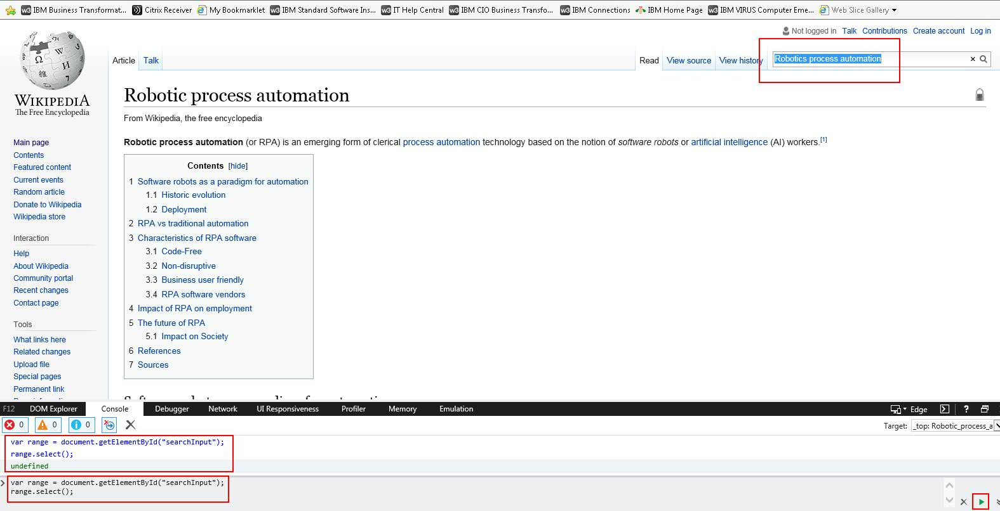 IBM Business Transformat... Citrix Receiver My Bookmarklet IBM Standard Software Ins... IT Help Central IBM CIO Business Transfo... IBM Connections IBM Home Page IBM VIRUS Computer Eme... Web Slice Gallery
Not logged in Talk Contributions Create account Log in
Article Talk Read View source View history Robotics process automation
WIKIPEDIA
The Free Encyclopedia
Robotic process automation
From Wikipedia, the free encyclopedia
Robotic process automation (or RPA) is an emerging form of clerical process automation technology based on the notion of software robots or artificial intelligence (AI) workers.[1]
Main page
Contents
Featured content
Current events
Random article
Donate to Wikipedia
Wikipedia store
Interaction
Help
About Wikipedia
Community portal
Recent changes
Contact page
Tools
What links here
Related changes
Upload file
Special pages
Permanent link
Contents [hide]
1 Software robots as a paradigm for automation
1.1 Historic evolution
1.2 Deployment
2 RPA vs traditional automation
3 Characteristics of RPA software
3.1 Code-Free
3.2 Non-disruptive
3.3 Business user friendly
3.4 RPA software vendors
4 Impact of RPA on employment
5 The future of RPA
5.1 Impact on Society
6 References
7 Sources
F12 DOM Explorer Console Debugger Network UI Responsiveness Profiler Memory Emulation Edge ?
0 0 0 Target: _top: Robotic_process_a
var range = document.getElementById("searchInput");
range.select();
undefined
var range = document.getElementById("searchInput");
range.select();